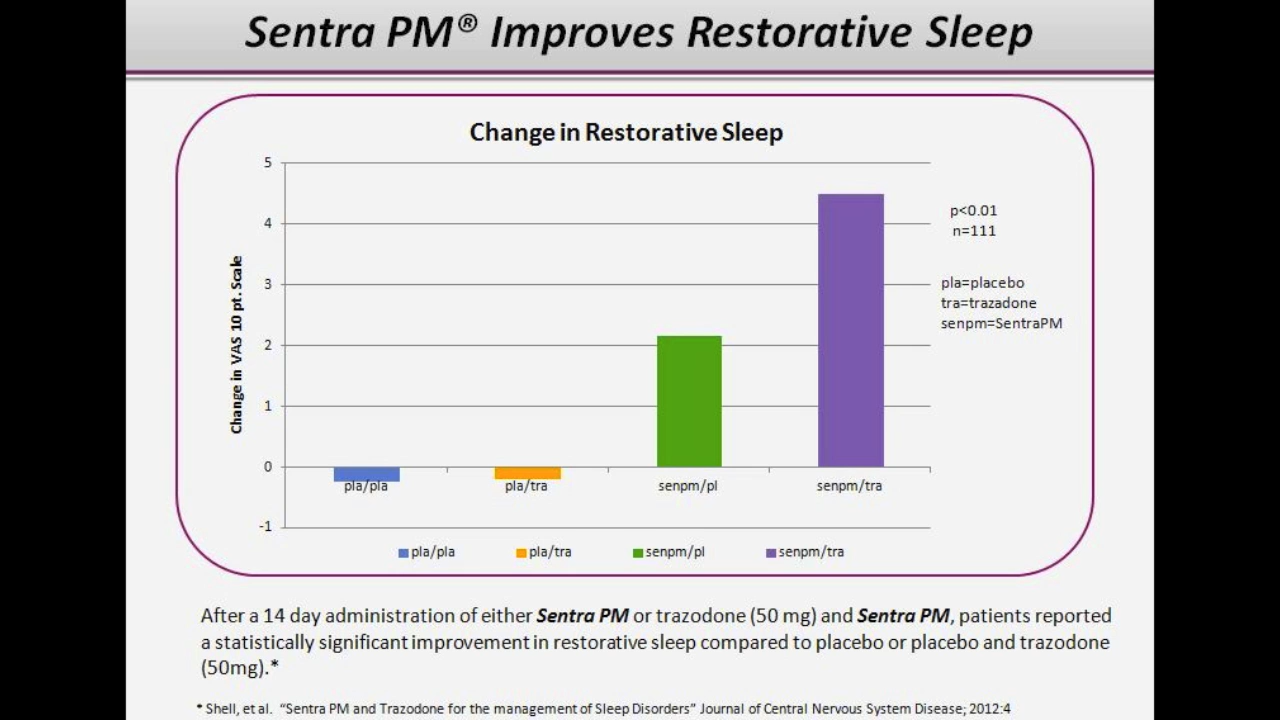 Sentra PM® Improves Restorative Sleep
Change in Restorative Sleep
5
4
3
2
1
0
-1
Change in VAS 10 pt. Scale
p<0.01
n=111
pla=placebo
tra=trazadone
senpm=SentraPM
pla/pla
pla/tra
senpm/pl
senpm/tra
pla/pla
pla/tra
senpm/pl
senpm/tra
After a 14 day administration of either Sentra PM or trazodone (50 mg) and Sentra PM, patients reported
a statistically significant improvement in restorative sleep compared to placebo or placebo and trazodone
(50mg).*
* Shell, et al. “Sentra PM and Trazodone for the management of Sleep Disorders” Journal of Central Nervous System Disease; 2012:4